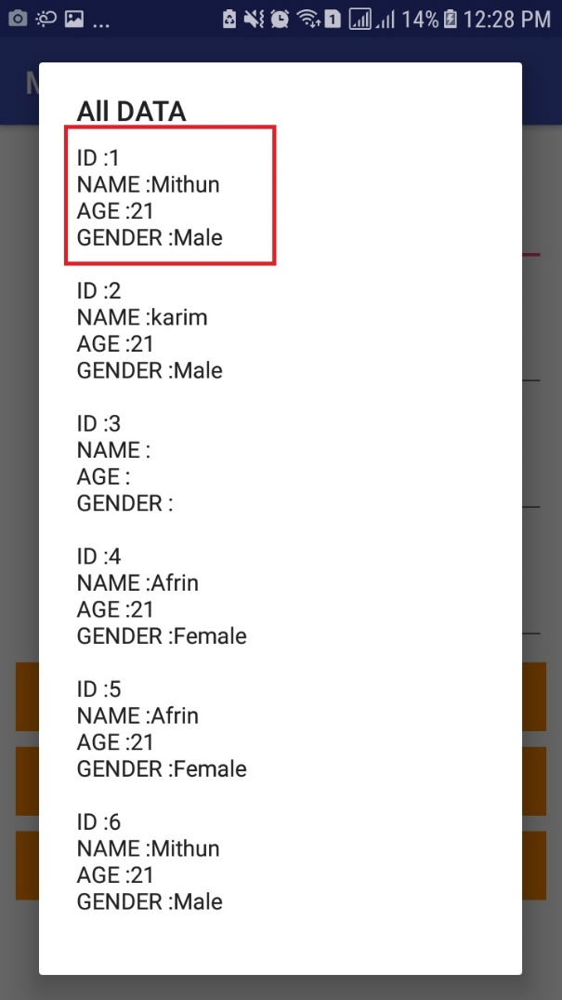 ... 1 14% 12:28 PM
M
All DATA
ID :1
NAME :Mithun
AGE :21
GENDER :Male
ID :2
NAME :karim
AGE :21
GENDER :Male
ID :3
NAME :
AGE :
GENDER :
ID :4
NAME :Afrin
AGE :21
GENDER :Female
ID :5
NAME :Afrin
AGE :21
GENDER :Female
ID :6
NAME :Mithun
AGE :21
GENDER :Male